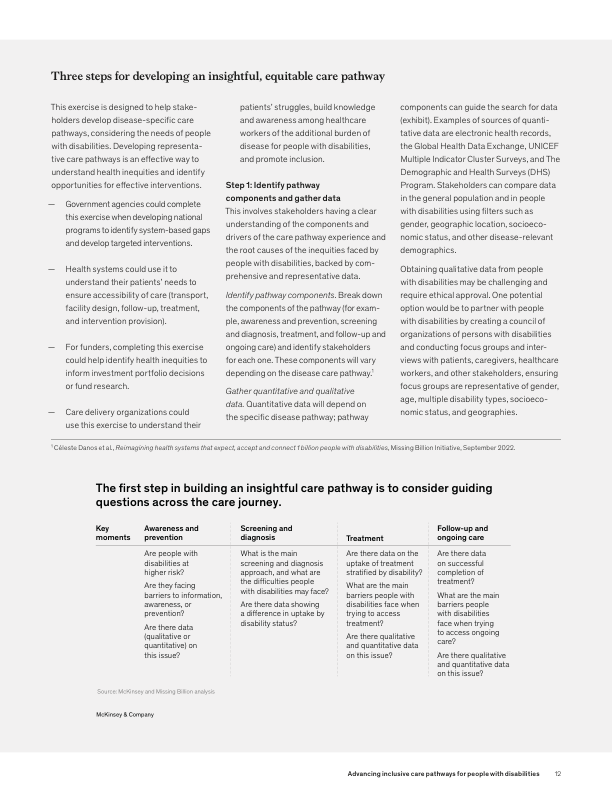 Three steps for developing an insightful, equitable care pathway
This exercise is designed to help stake-
holders develop disease-specific care
pathways, considering the needs of people
with disabilities. Developing representa-
tive care pathways is an effective way to
understand health inequities and identify
opportunities for effective interventions.
— Government agencies could complete
this exercise when developing national
programs to identify system-based gaps
and develop targeted interventions.
— Health systems could use it to
understand their patients' needs to
ensure accessibility of care (transport,
facility design, follow-up, treatment,
and intervention provision).
— For funders, completing this exercise
could help identify health inequities to
inform investment portfolio decisions
or fund research.
— Care delivery organizations could
use this exercise to understand their
patients' struggles, build knowledge
and awareness among healthcare
workers of the additional burden of
disease for people with disabilities,
and promote inclusion.
Step 1: Identify pathway
components and gather data
This involves stakeholders having a clear
understanding of the components and
drivers of the care pathway experience and
the root causes of the inequities faced by
people with disabilities, backed by com-
prehensive and representative data.
Identify pathway components. Break down
the components of the pathway (for exam-
ple, awareness and prevention, screening
and diagnosis, treatment, and follow-up and
ongoing care) and identify stakeholders
for each one. These components will vary
depending on the disease care pathway.¹
Gather quantitative and qualitative
data. Quantitative data will depend on
the specific disease pathway; pathway
components can guide the search for data
(exhibit). Examples of sources of quanti-
tative data are electronic health records,
the Global Health Data Exchange, UNICEF
Multiple Indicator Cluster Surveys, and The
Demographic and Health Surveys (DHS)
Program. Stakeholders can compare data
in the general population and in people
with disabilities using filters such as
gender, geographic location, socioeco-
nomic status, and other disease-relevant
demographics.
Obtaining qualitative data from people
with disabilities may be challenging and
require ethical approval. One potential
option would be to partner with people
with disabilities by creating a council of
organizations of persons with disabilities
and conducting focus groups and inter-
views with patients, caregivers, healthcare
workers, and other stakeholders, ensuring
focus groups are representative of gender,
age, multiple disability types, socioeco-
nomic status, and geographies.
¹ Céleste Danos et al., Reimagining health systems that expect, accept and connect 1 billion people with disabilities, Missing Billion Initiative, September 2022.
The first step in building an insightful care pathway is to consider guiding
questions across the care journey.
Key
moments
Awareness and
prevention
Are people with
disabilities at
higher risk?
Are they facing
barriers to information,
awareness, or
prevention?
Are there data
(qualitative or
quantitative) on
this issue?
Screening and
diagnosis
What is the main
screening and diagnosis
approach, and what are
the difficulties people
with disabilities may face?
Are there data showing
a difference in uptake by
disability status?
Treatment
Are there data on the
uptake of treatment
stratified by disability?
What are the main
barriers people with
disabilities face when
trying to access
treatment?
Are there qualitative
and quantitative data
on this issue?
Follow-up and
ongoing care
Are there data
on successful
completion of
treatment?
What are the main
barriers people
with disabilities
face when trying
to access ongoing
care?
Are there qualitative
and quantitative data
on this issue?
Source: McKinsey and Missing Billion analysis
McKinsey & Company
Advancing inclusive care pathways for people with disabilities 12